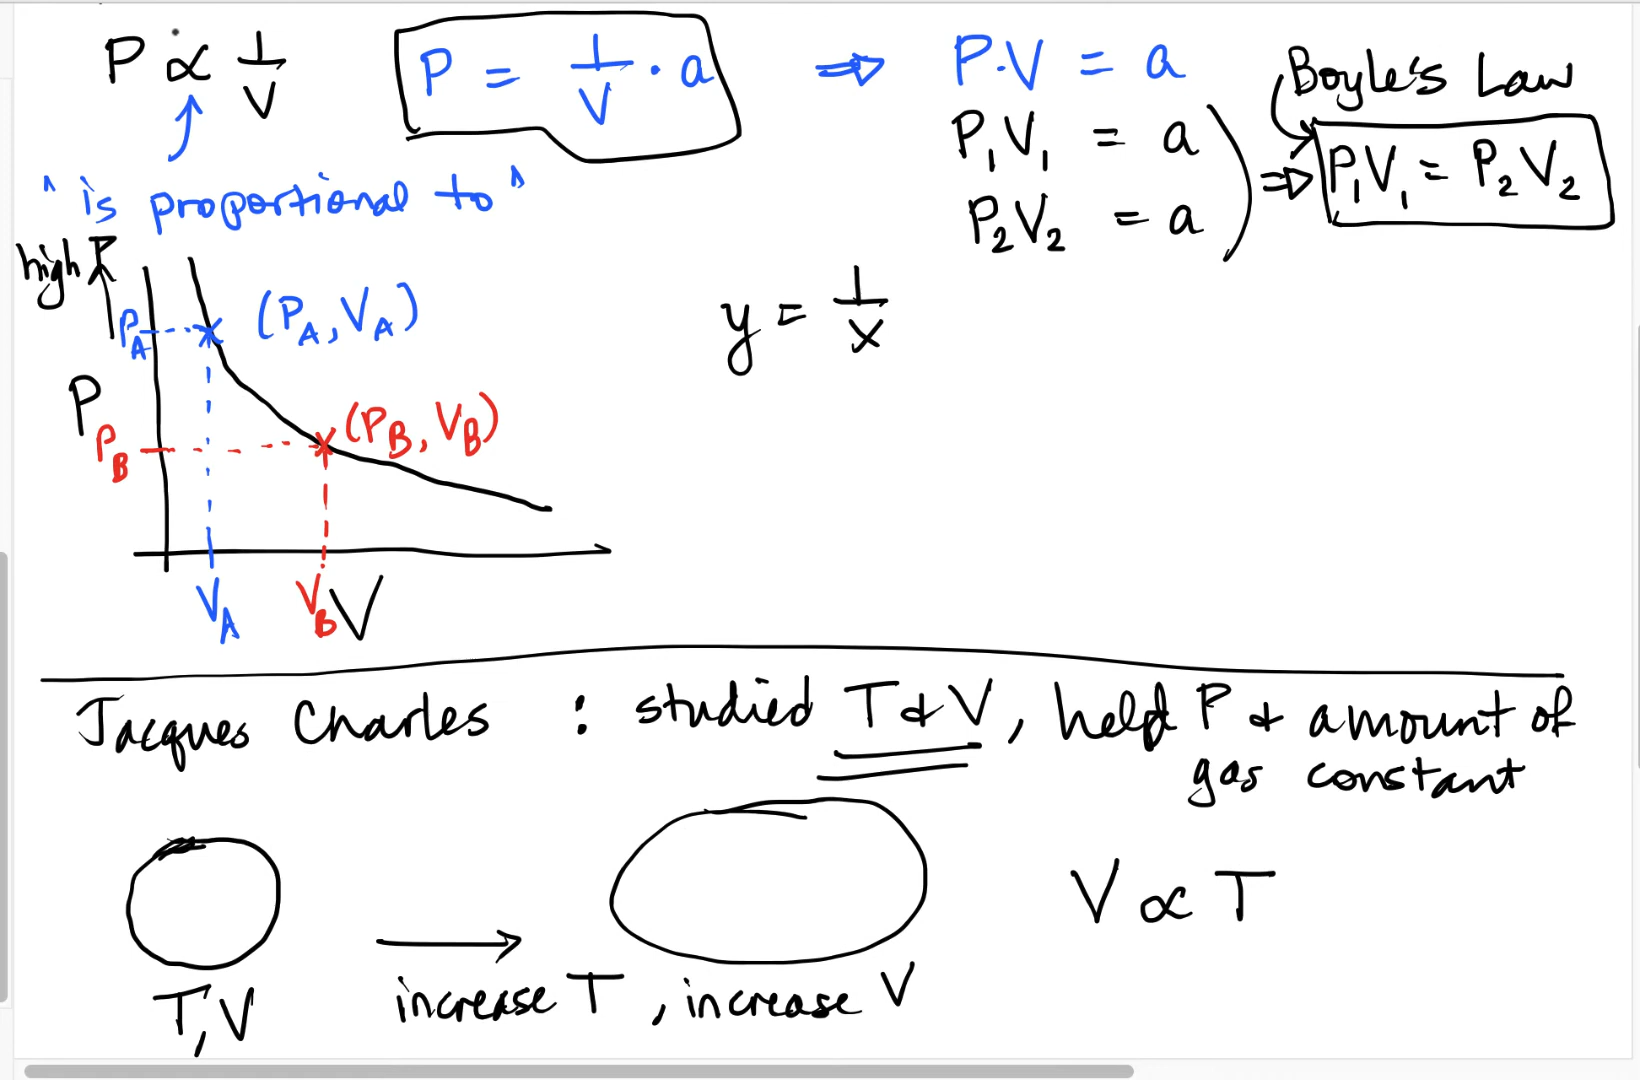 P ∝ 1/V
P = 1/V · a
⇒ P·V = a
P₁V₁ = a
P₂V₂ = a
Boyle's Law
⇒ P₁V₁ = P₂V₂
"is proportional to"
high P
P_A
(P_A, V_A)
y = 1/x
P
P_B
(P_B, V_B)
V_A
V_B
V
Jacques Charles : studied T & V, held P & amount of
gas constant
V ∝ T
T, V
increase T, increase V